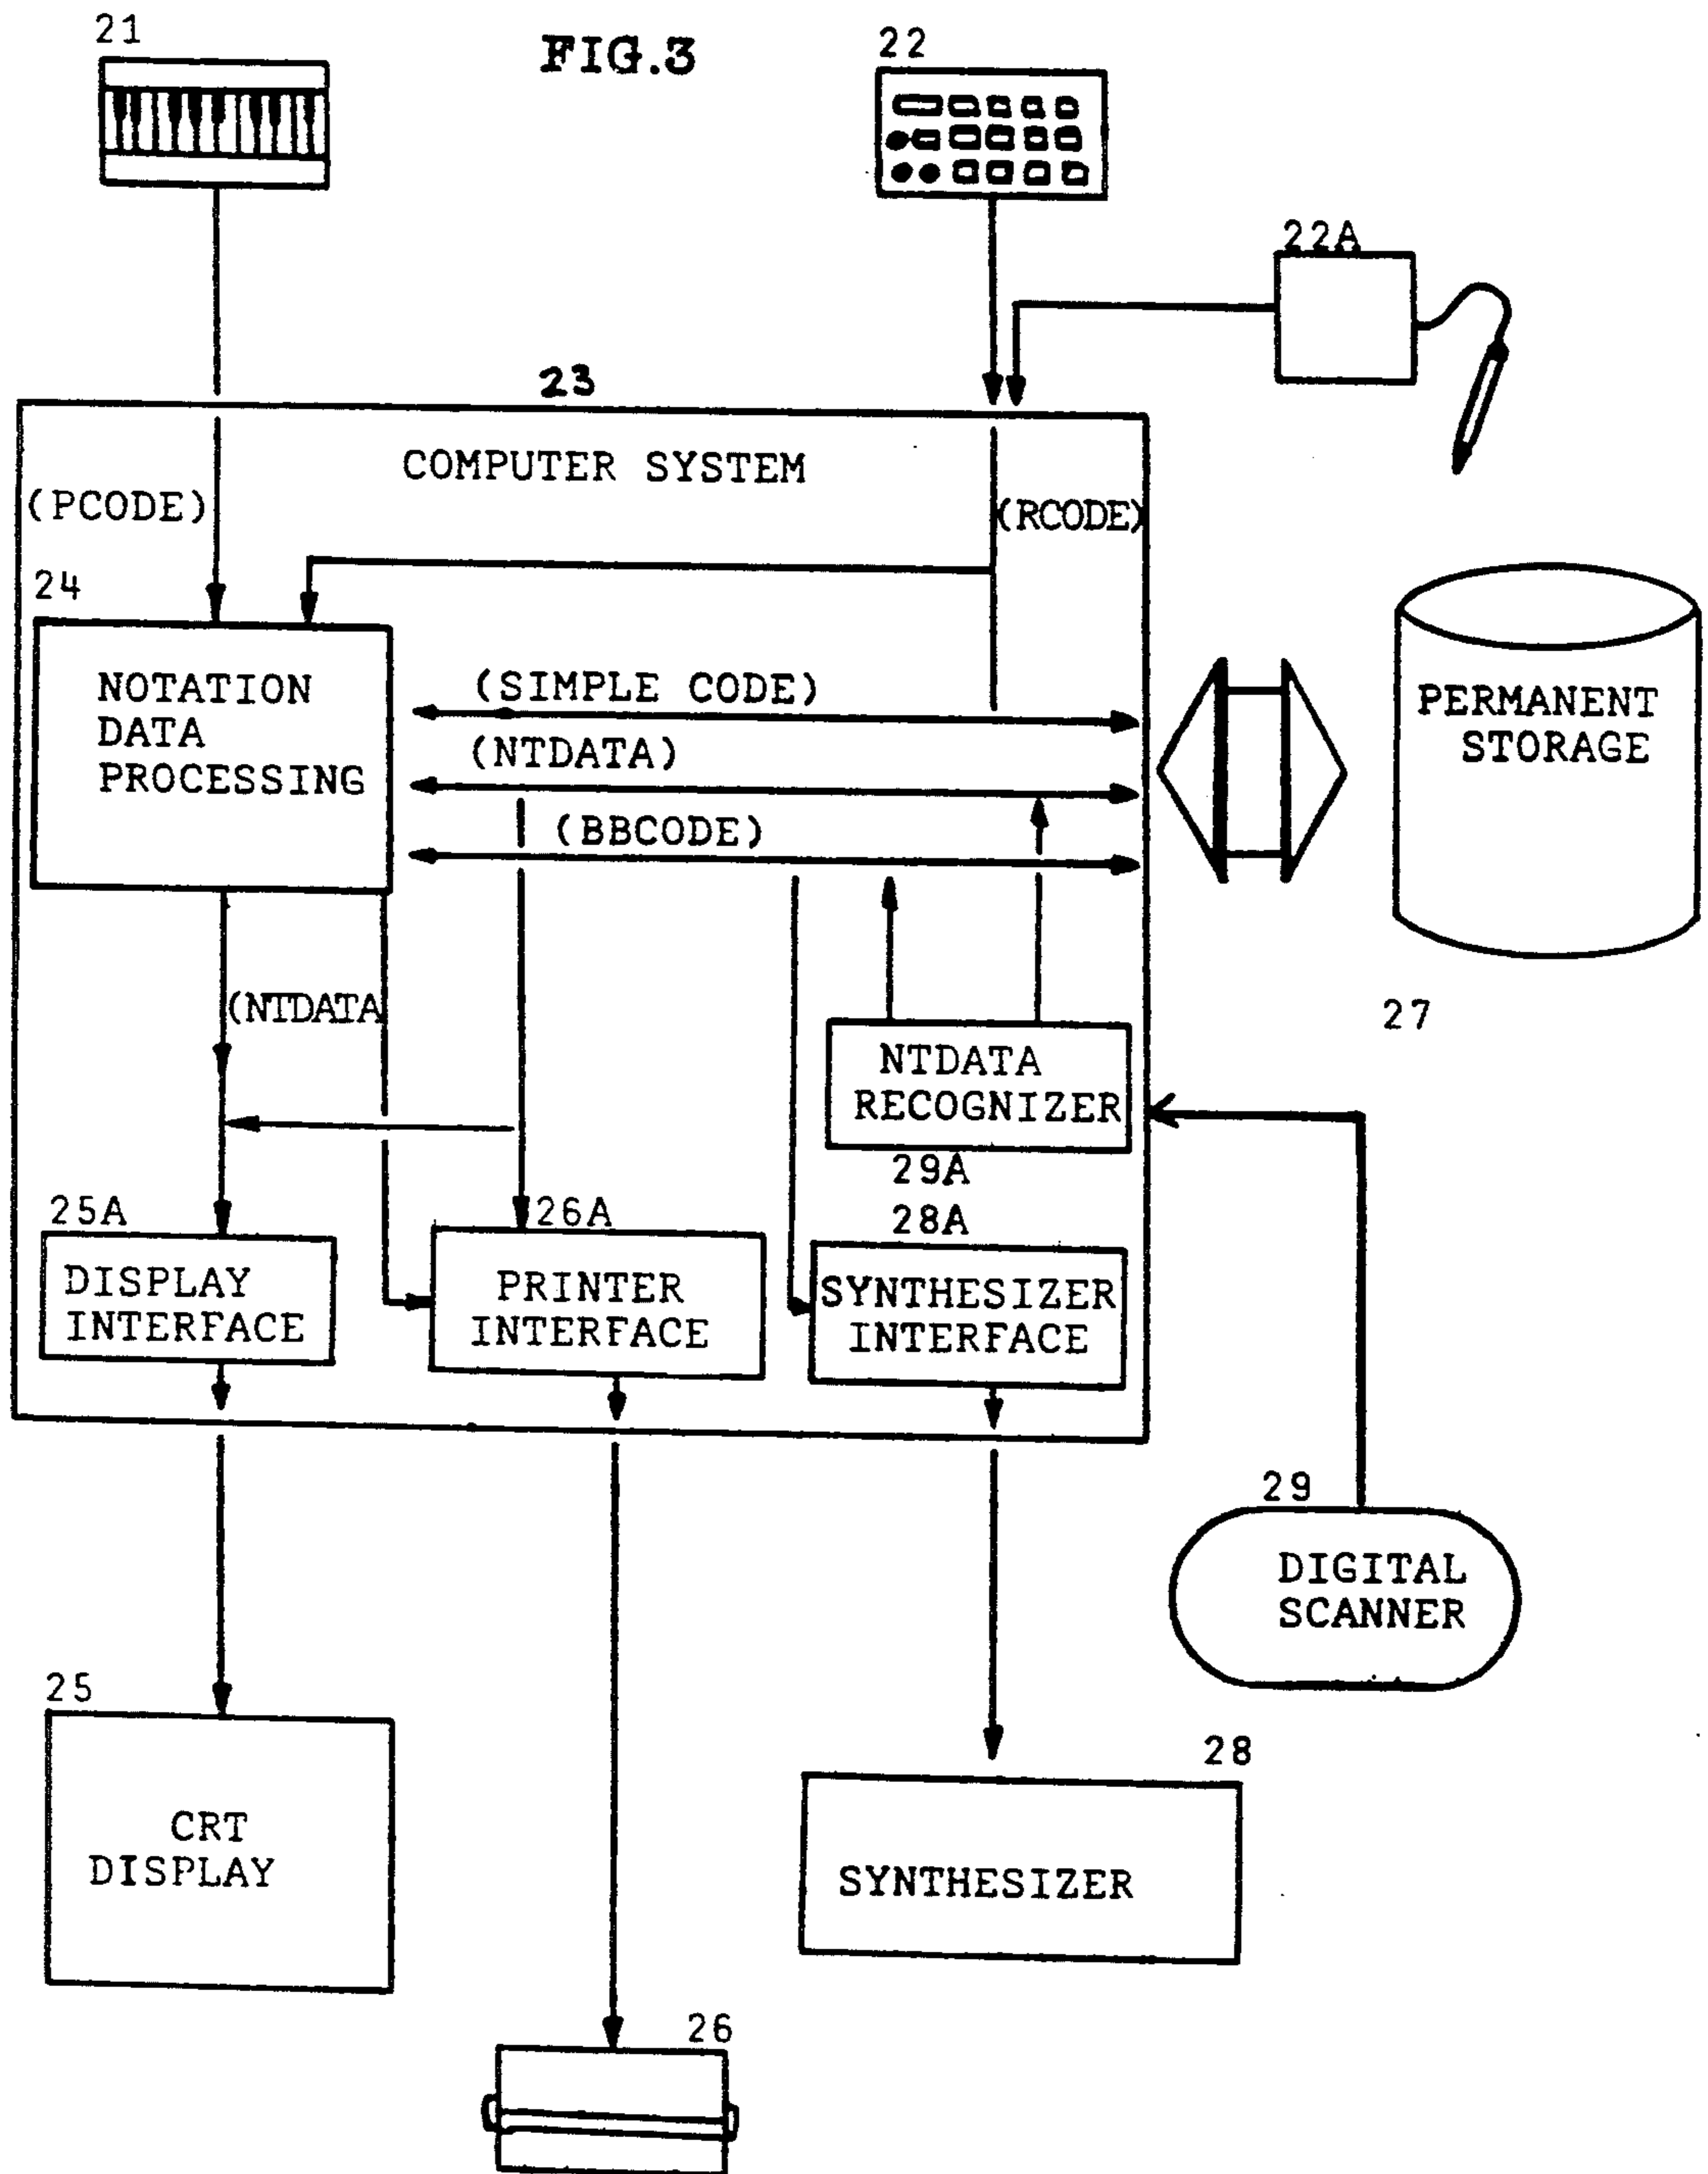 21
FIG.3
22
22A
23
COMPUTER SYSTEM
(PCODE)
(RCODE)
24
NOTATION
DATA
PROCESSING
(SIMPLE CODE)
(NTDATA)
(BBCODE)
PERMANENT
STORAGE
27
(NTDATA
NTDATA
RECOGNIZER
29A
28A
25A
26A
DISPLAY
INTERFACE
PRINTER
INTERFACE
SYNTHESIZER
INTERFACE
29
DIGITAL
SCANNER
25
CRT
DISPLAY
28
SYNTHESIZER
26